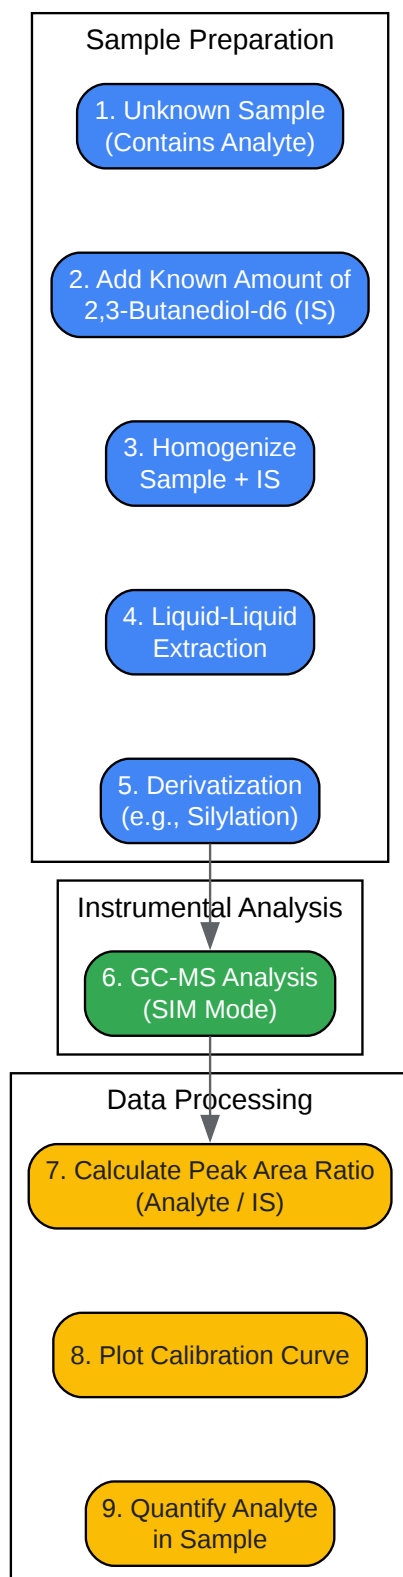 Sample Preparation
1. Unknown Sample
(Contains Analyte)
2. Add Known Amount of
2,3-Butanediol-d6 (IS)
3. Homogenize
Sample + IS
4. Liquid-Liquid
Extraction
5. Derivatization
(e.g., Silylation)
Instrumental Analysis
6. GC-MS Analysis
(SIM Mode)
Data Processing
7. Calculate Peak Area Ratio
(Analyte / IS)
8. Plot Calibration Curve
9. Quantify Analyte
in Sample